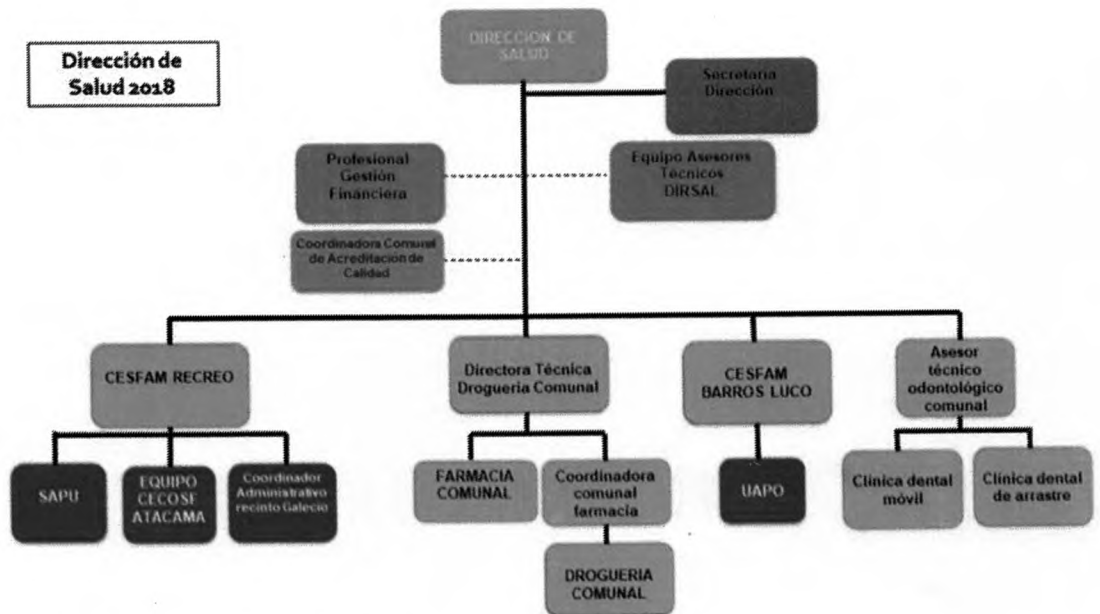 Dirección de
Salud 2018
DIRECCION DE
SALUD
Secretaria
Dirección
Profesional
Gestión
Financiera
Equipo Asesores
Técnicos
DIRSAL
Coordinadora Comunal
de Acreditación de
Calidad
CESFAM RECREO
Directora Técnica
Drogueria Comunal
CESFAM
BARROS LUCO
Asesor
técnico
odontológico
comunal
SAPU
EQUIPO
CECOSF
ATACAMA
Coordinador
Administrativo
recinto Galecio
FARMACIA
COMUNAL
Coordinadora
comunal
farmacia
UAPO
Clínica dental
móvil
Clínica dental
de arrastre
DROGUERIA
COMUNAL